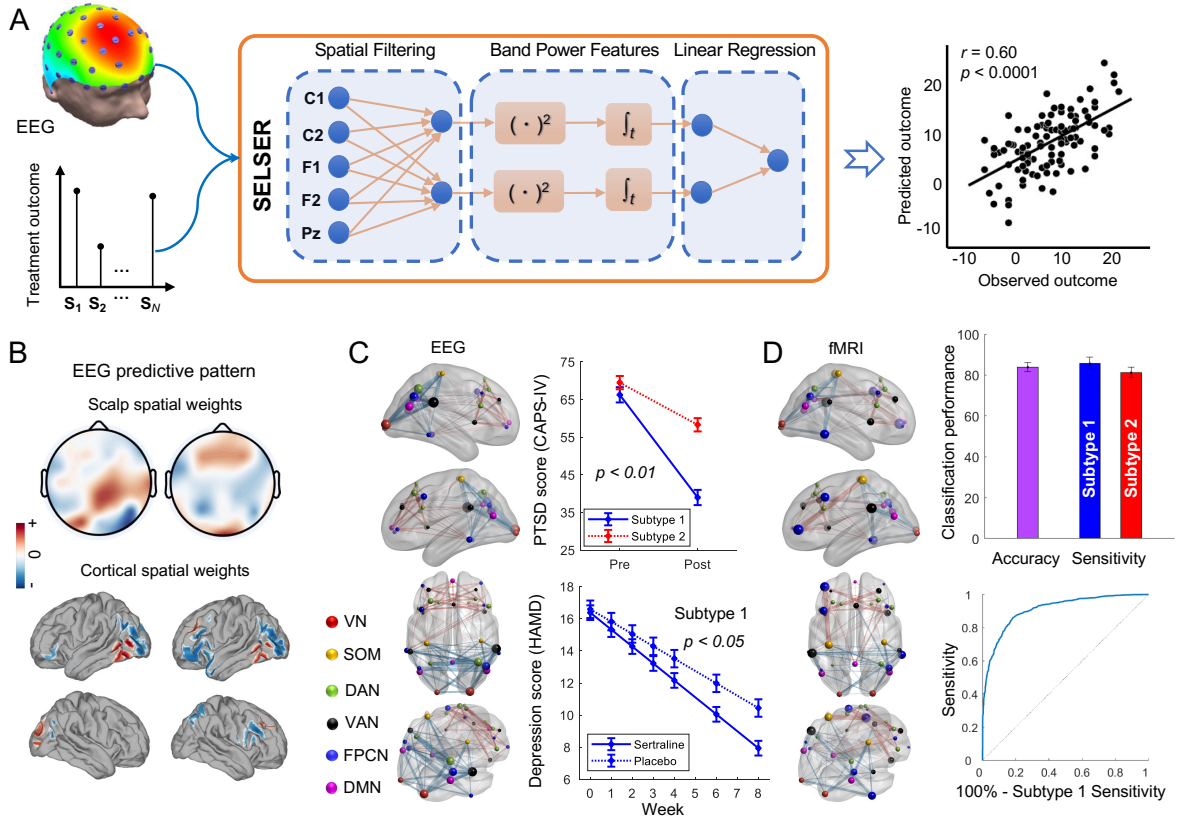 A
EEG
Treatment outcome
S1 S2 ... SN
...
SELSER
Spatial Filtering
C1
C2
F1
F2
Pz
Band Power Features
( · )²
∫t
( · )²
∫t
Linear Regression
r = 0.60
p < 0.0001
Predicted outcome
20
10
0
-10
-10 0 10 20
Observed outcome
B
EEG predictive pattern
Scalp spatial weights
+
0
-
Cortical spatial weights
C
EEG
VN
SOM
DAN
VAN
FPCN
DMN
PTSD score (CAPS-IV)
75
65
55
45
35
25
p < 0.01
Subtype 1
Subtype 2
Pre Post
Depression score (HAMD)
16
14
12
10
8
6
Subtype 1
p < 0.05
Sertraline
Placebo
0 1 2 3 4 5 6 7 8
Week
D
fMRI
Classification performance
100
80
60
40
20
0
Subtype 1
Subtype 2
Accuracy Sensitivity
Sensitivity
1
0.8
0.6
0.4
0.2
0
0 0.2 0.4 0.6 0.8 1
100% - Subtype 1 Sensitivity